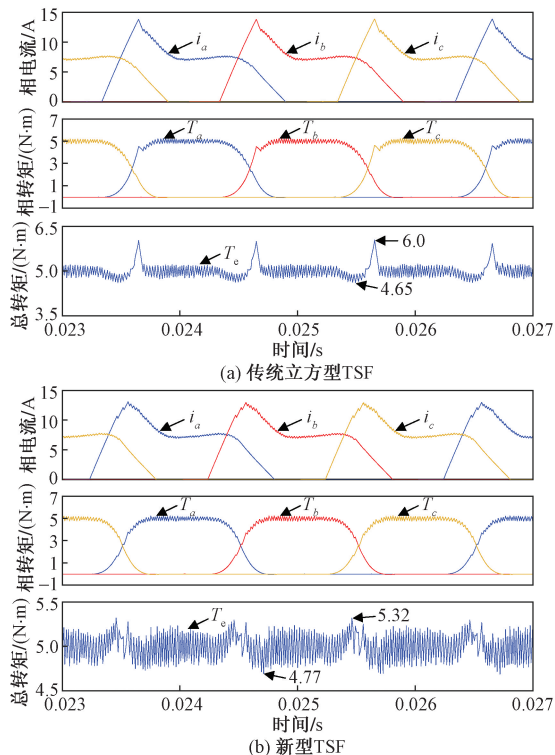 相电流/A
15
10
5
0
i_a
i_b
i_c
相转矩/(N·m)
7
5
3
1
−1
T_a
T_b
T_c
总转矩/(N·m)
6.5
5.0
3.5
T_e
6.0
4.65
0.023 0.024 0.025 0.026 0.027
时间/s
(a) 传统立方型TSF
相电流/A
15
10
5
0
i_a
i_b
i_c
相转矩/(N·m)
7
5
3
1
−1
T_a
T_b
T_c
总转矩/(N·m)
5.5
5.0
4.5
T_e
5.32
4.77
0.023 0.024 0.025 0.026 0.027
时间/s
(b) 新型TSF